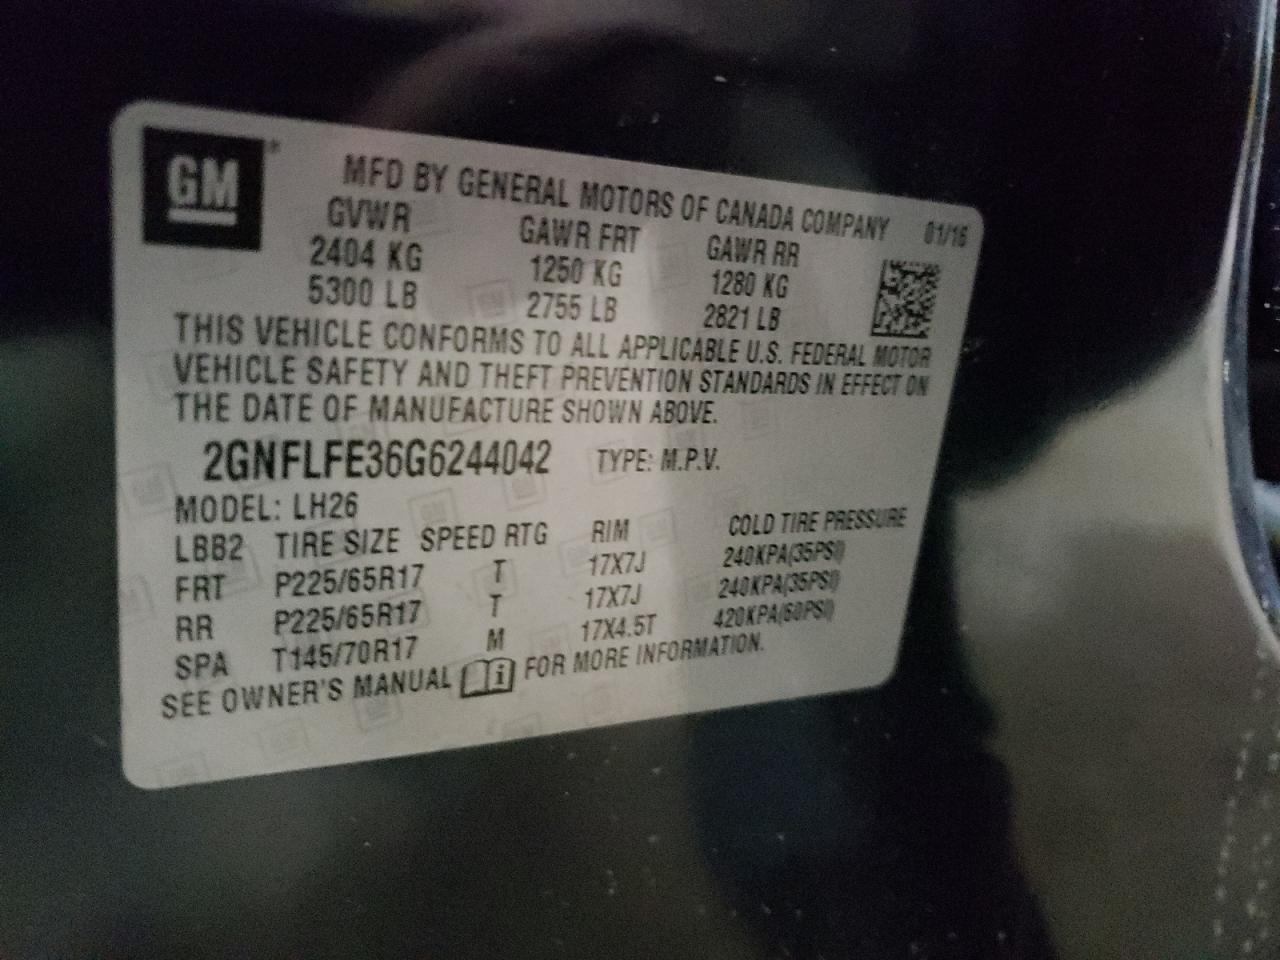 GM
MFD BY GENERAL MOTORS OF CANADA COMPANY 01/16
GVWR GAWR FRT GAWR RR
2404 KG 1250 KG 1280 KG
5300 LB 2755 LB 2821 LB
THIS VEHICLE CONFORMS TO ALL APPLICABLE U.S. FEDERAL MOTOR
VEHICLE SAFETY AND THEFT PREVENTION STANDARDS IN EFFECT ON
THE DATE OF MANUFACTURE SHOWN ABOVE.
2GNFLFE36G6244042 TYPE: M.P.V.
MODEL: LH26
LBB2 TIRE SIZE SPEED RTG RIM COLD TIRE PRESSURE
FRT P225/65R17 T 17X7J 240KPA(35PSI)
RR P225/65R17 T 17X7J 240KPA(35PSI)
SPA T145/70R17 M 17X4.5T 420KPA(60PSI)
SEE OWNER'S MANUAL FOR MORE INFORMATION.